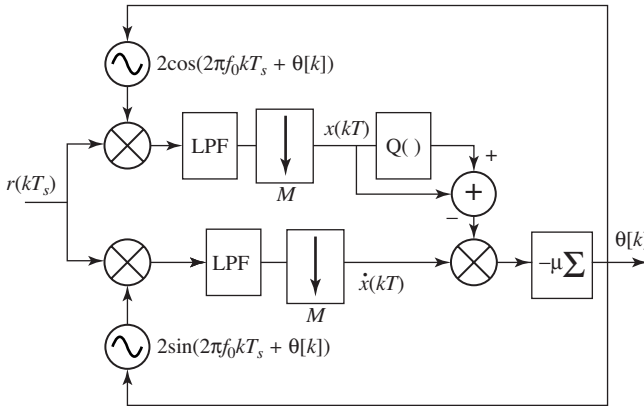 2cos(2πf₀kTₛ + θ[k])
LPF
x(kT)
Q( )
+
M
+
−
r(kTₛ)
LPF
ẋ(kT)
−μΣ
θ[k]
M
2sin(2πf₀kTₛ + θ[k])